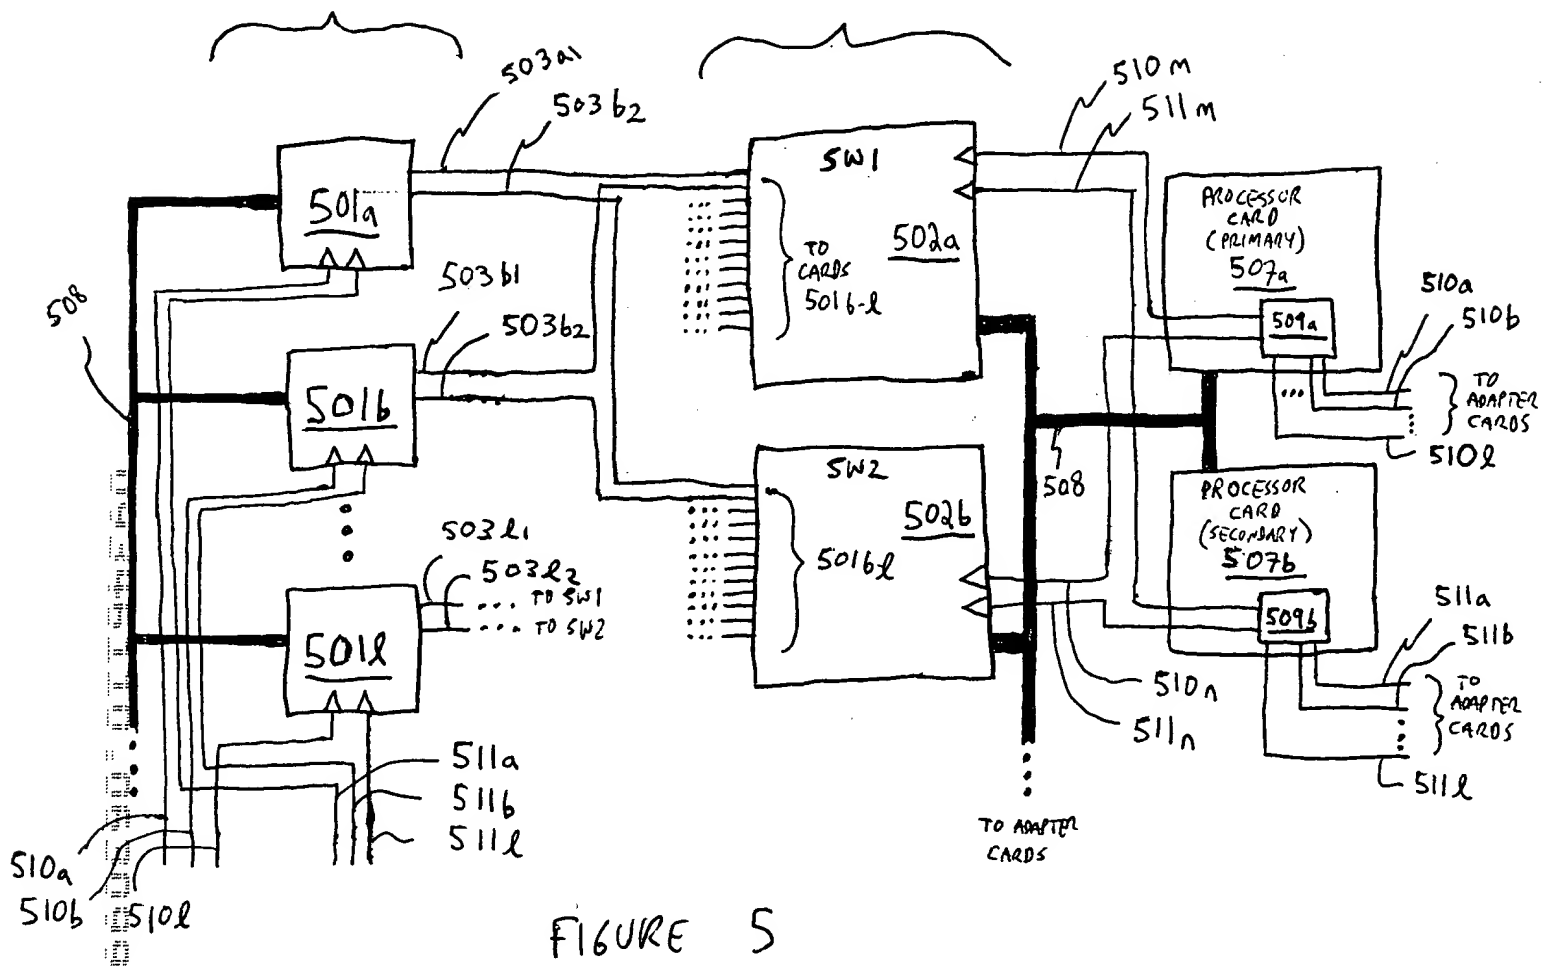 503a1
503b2
510m
511m
SW1
501a
502a
TO
CARDS
501b-l
PROCESSOR
CARD
(PRIMARY)
507a
509a
510a
510b
...
TO
ADAPTER
CARDS
510l
508
503b1
503b2
501b
508
SW2
502b
501b-l
PROCESSOR
CARD
(SECONDARY)
507b
509b
503l1
503l2
... TO SW1
... TO SW2
501l
511a
511b
TO
ADAPTER
CARDS
511l
510n
511n
511a
511b
511l
TO ADAPTER
CARDS
510a
510b
510l
FIGURE 5